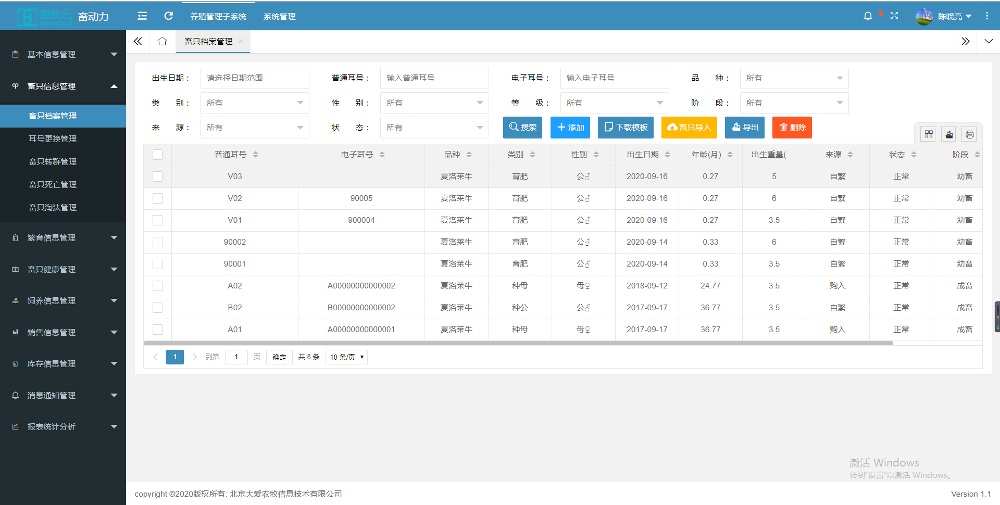 爱牧云 畜动力 养殖管理子系统 系统管理 陈晓亮
aimorcloud
畜只档案管理
基本信息管理
畜只信息管理
畜只档案管理
耳号更换管理
畜只转群管理
畜只死亡管理
畜只淘汰管理
繁育信息管理
畜只健康管理
饲养信息管理
销售信息管理
库存信息管理
消息通知管理
报表统计分析
出生日期： 请选择日期范围 普通耳号： 输入普通耳号 电子耳号： 输入电子耳号 品 种： 所有
类 别： 所有 性 别： 所有 等 级： 所有 阶 段： 所有
来 源： 所有 状 态： 所有 搜索 添加 下载模板 畜只导入 导出 删除
普通耳号 电子耳号 品种 类别 性别 出生日期 年龄(月) 出生重量(... 来源 状态 阶段
V03 夏洛莱牛 育肥 公♂ 2020-09-16 0.27 5 自繁 正常 幼畜
V02 90005 夏洛莱牛 育肥 公♂ 2020-09-16 0.27 6 自繁 正常 幼畜
V01 900004 夏洛莱牛 育肥 公♂ 2020-09-16 0.27 3.5 自繁 正常 幼畜
90002 夏洛莱牛 育肥 公♂ 2020-09-14 0.33 6 自繁 正常 幼畜
90001 夏洛莱牛 育肥 公♂ 2020-09-14 0.33 3.5 自繁 正常 幼畜
A02 A00000000000002 夏洛莱牛 种母 母♀ 2018-09-12 24.77 3.5 购入 正常 成畜
B02 B00000000000002 夏洛莱牛 种公 公♂ 2017-09-17 36.77 3.5 自繁 正常 成畜
A01 A00000000000001 夏洛莱牛 种母 母♀ 2017-09-17 36.77 3.5 购入 正常 成畜
1 到第 1 页 确定 共 8 条 10 条/页
激活 Windows
转到“设置”以激活 Windows。
copyright ©2020版权所有: 北京大爱农牧信息技术有限公司 Version 1.1